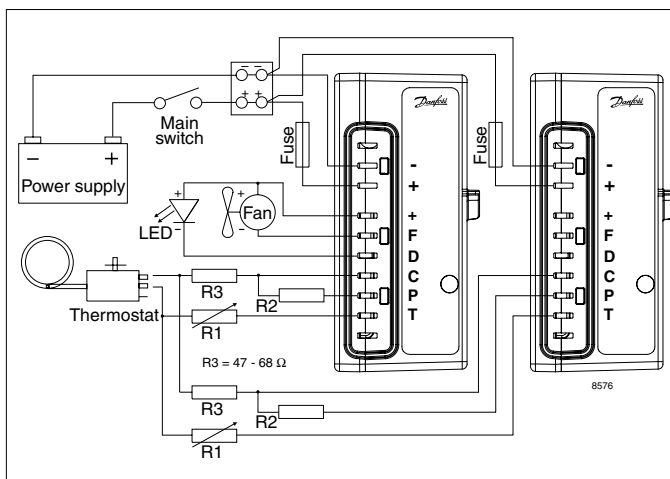 - -
+ +
Main
switch
- +
Power supply
Fuse
Fuse
Danfoss
Danfoss
-
+
+
F
D
C
P
T
-
+
+
F
D
C
P
T
+
-
LED
+
-
Fan
Thermostat
R3
R2
R1
R3 = 47 - 68 Ω
R3
R2
R1
8576